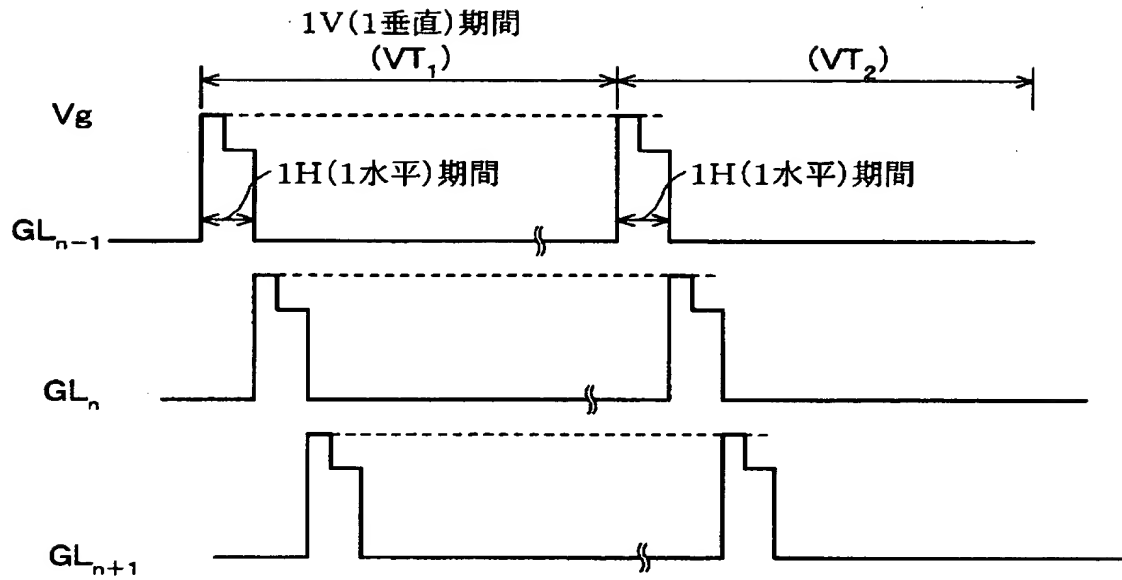 1V(1垂直)期間
(VT₁) (VT₂)
Vg
1H(1水平)期間 1H(1水平)期間
GLₙ₋₁
GLₙ
GLₙ₊₁